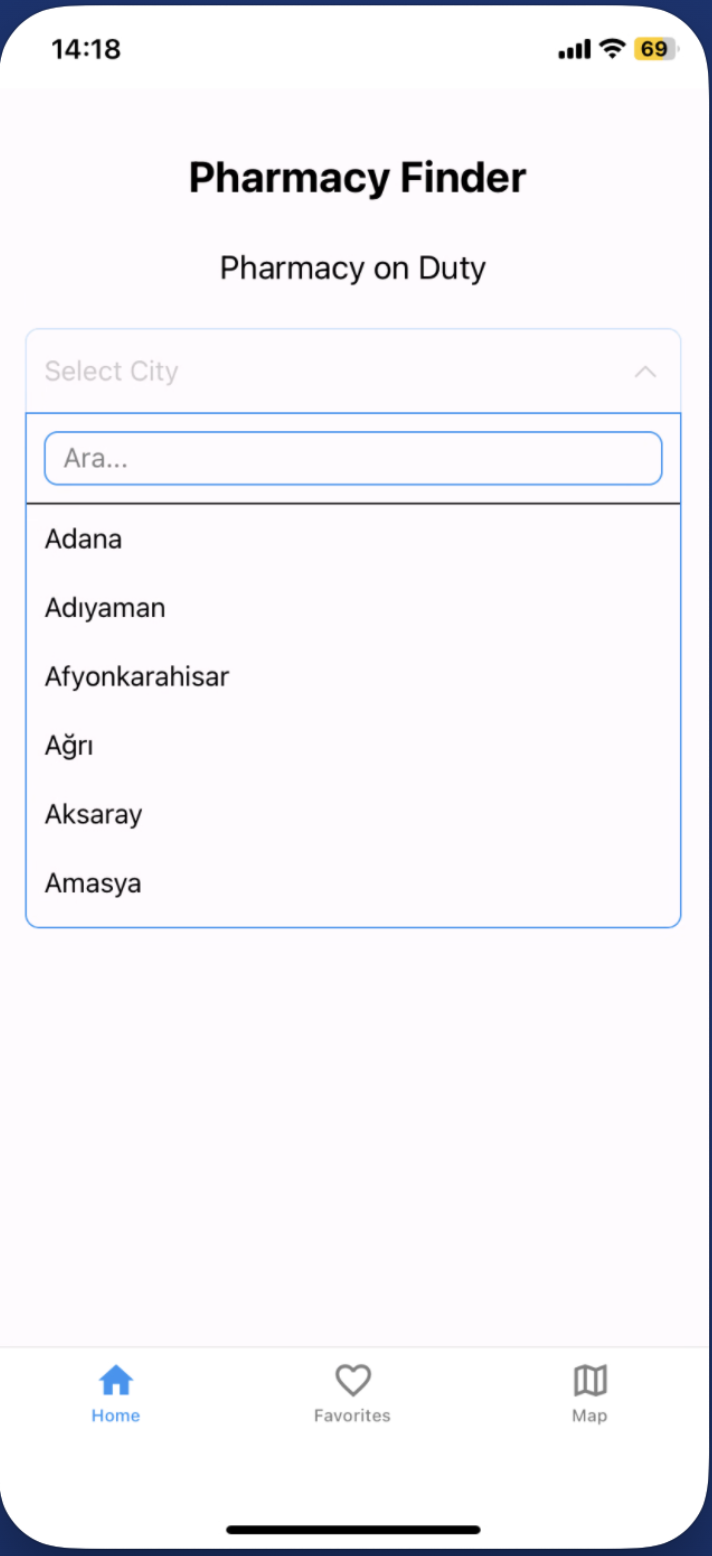 14:18
69
Pharmacy Finder
Pharmacy on Duty
Select City
Ara...
Adana
Adıyaman
Afyonkarahisar
Ağrı
Aksaray
Amasya
Home Favorites Map